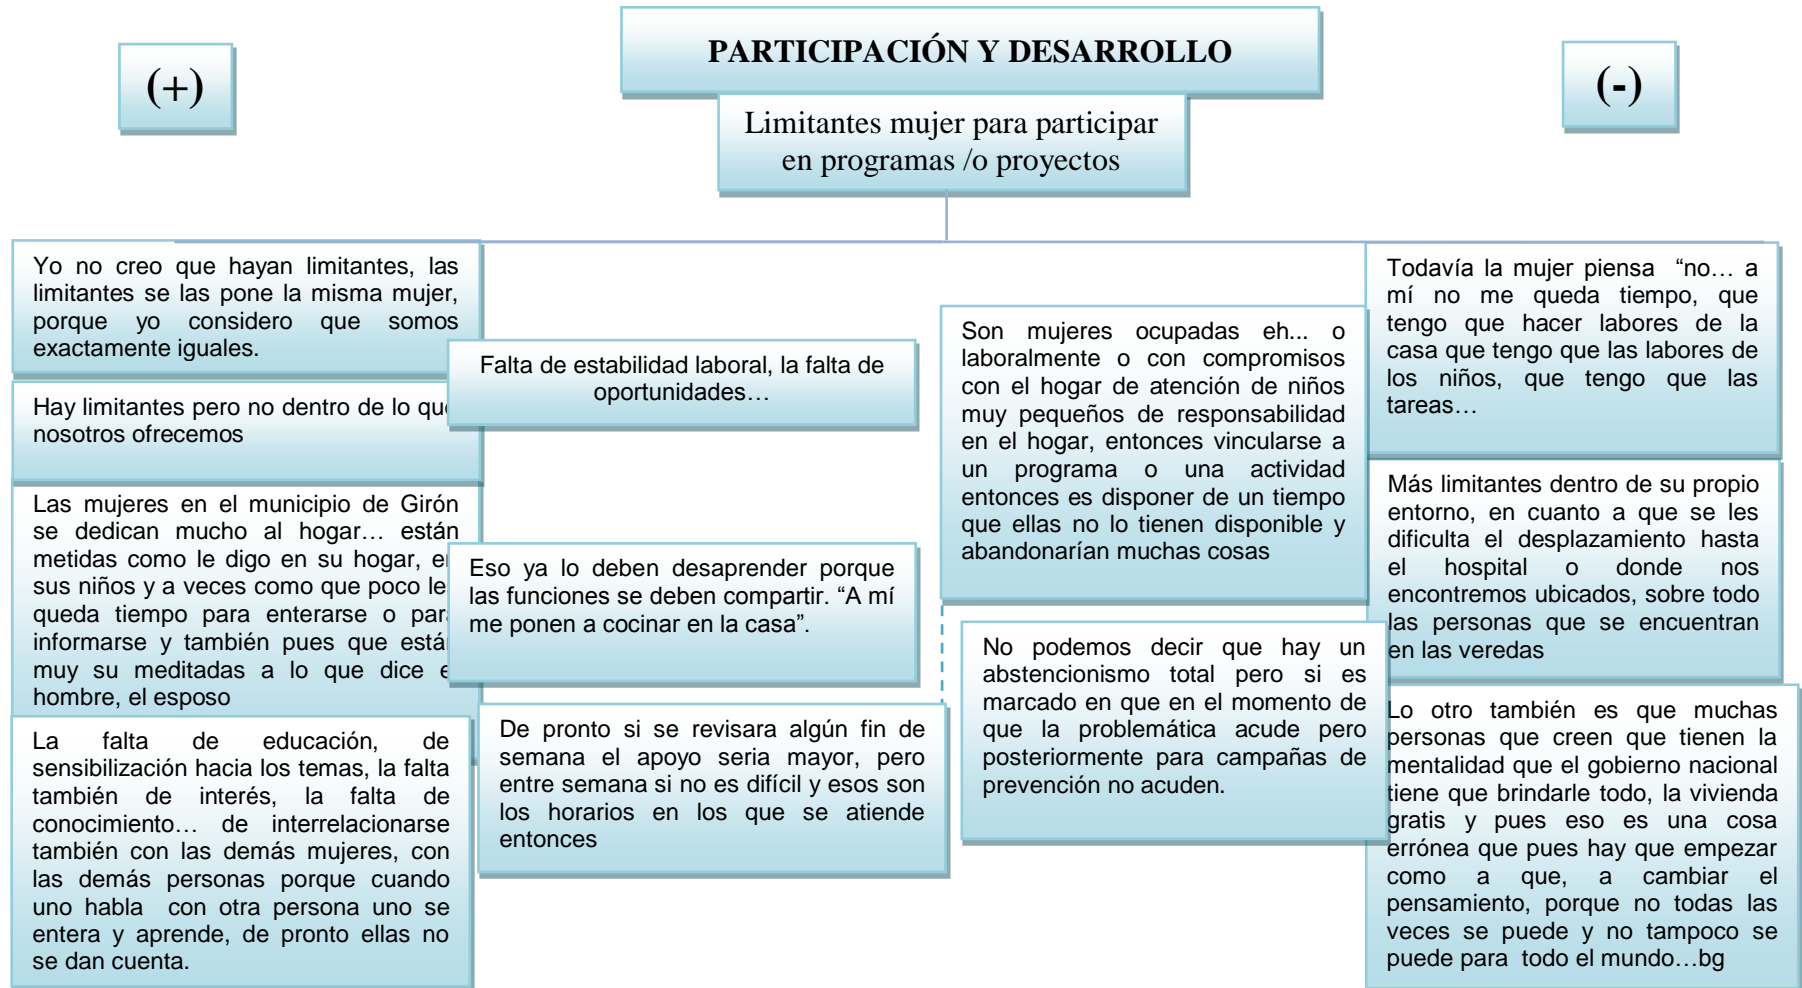 (+)
PARTICIPACIÓN Y DESARROLLO
(-)
Limitantes mujer para participar
en programas /o proyectos
Yo no creo que hayan limitantes, las
limitantes se las pone la misma mujer,
porque yo considero que somos
exactamente iguales.
Hay limitantes pero no dentro de lo que
nosotros ofrecemos
Las mujeres en el municipio de Girón
se dedican mucho al hogar… están
metidas como le digo en su hogar, en
sus niños y a veces como que poco le
queda tiempo para enterarse o para
informarse y también pues que están
muy su meditadas a lo que dice e
hombre, el esposo
La falta de educación, de
sensibilización hacia los temas, la falta
también de interés, la falta de
conocimiento… de interrelacionarse
también con las demás mujeres, con
las demás personas porque cuando
uno habla con otra persona uno se
entera y aprende, de pronto ellas no
se dan cuenta.
Falta de estabilidad laboral, la falta de
oportunidades…
Eso ya lo deben desaprender porque
las funciones se deben compartir. “A mí
me ponen a cocinar en la casa”.
De pronto si se revisara algún fin de
semana el apoyo seria mayor, pero
entre semana si no es difícil y esos son
los horarios en los que se atiende
entonces
Son mujeres ocupadas eh... o
laboralmente o con compromisos
con el hogar de atención de niños
muy pequeños de responsabilidad
en el hogar, entonces vincularse a
un programa o una actividad
entonces es disponer de un tiempo
que ellas no lo tienen disponible y
abandonarían muchas cosas
No podemos decir que hay un
abstencionismo total pero si es
marcado en que en el momento de
que la problemática acude pero
posteriormente para campañas de
prevención no acuden.
Todavía la mujer piensa “no… a
mí no me queda tiempo, que
tengo que hacer labores de la
casa que tengo que las labores de
los niños, que tengo que las
tareas…
Más limitantes dentro de su propio
entorno, en cuanto a que se les
dificulta el desplazamiento hasta
el hospital o donde nos
encontremos ubicados, sobre todo
las personas que se encuentran
en las veredas
Lo otro también es que muchas
personas que creen que tienen la
mentalidad que el gobierno nacional
tiene que brindarle todo, la vivienda
gratis y pues eso es una cosa
errónea que pues hay que empezar
como a que, a cambiar el
pensamiento, porque no todas las
veces se puede y no tampoco se
puede para todo el mundo…bg